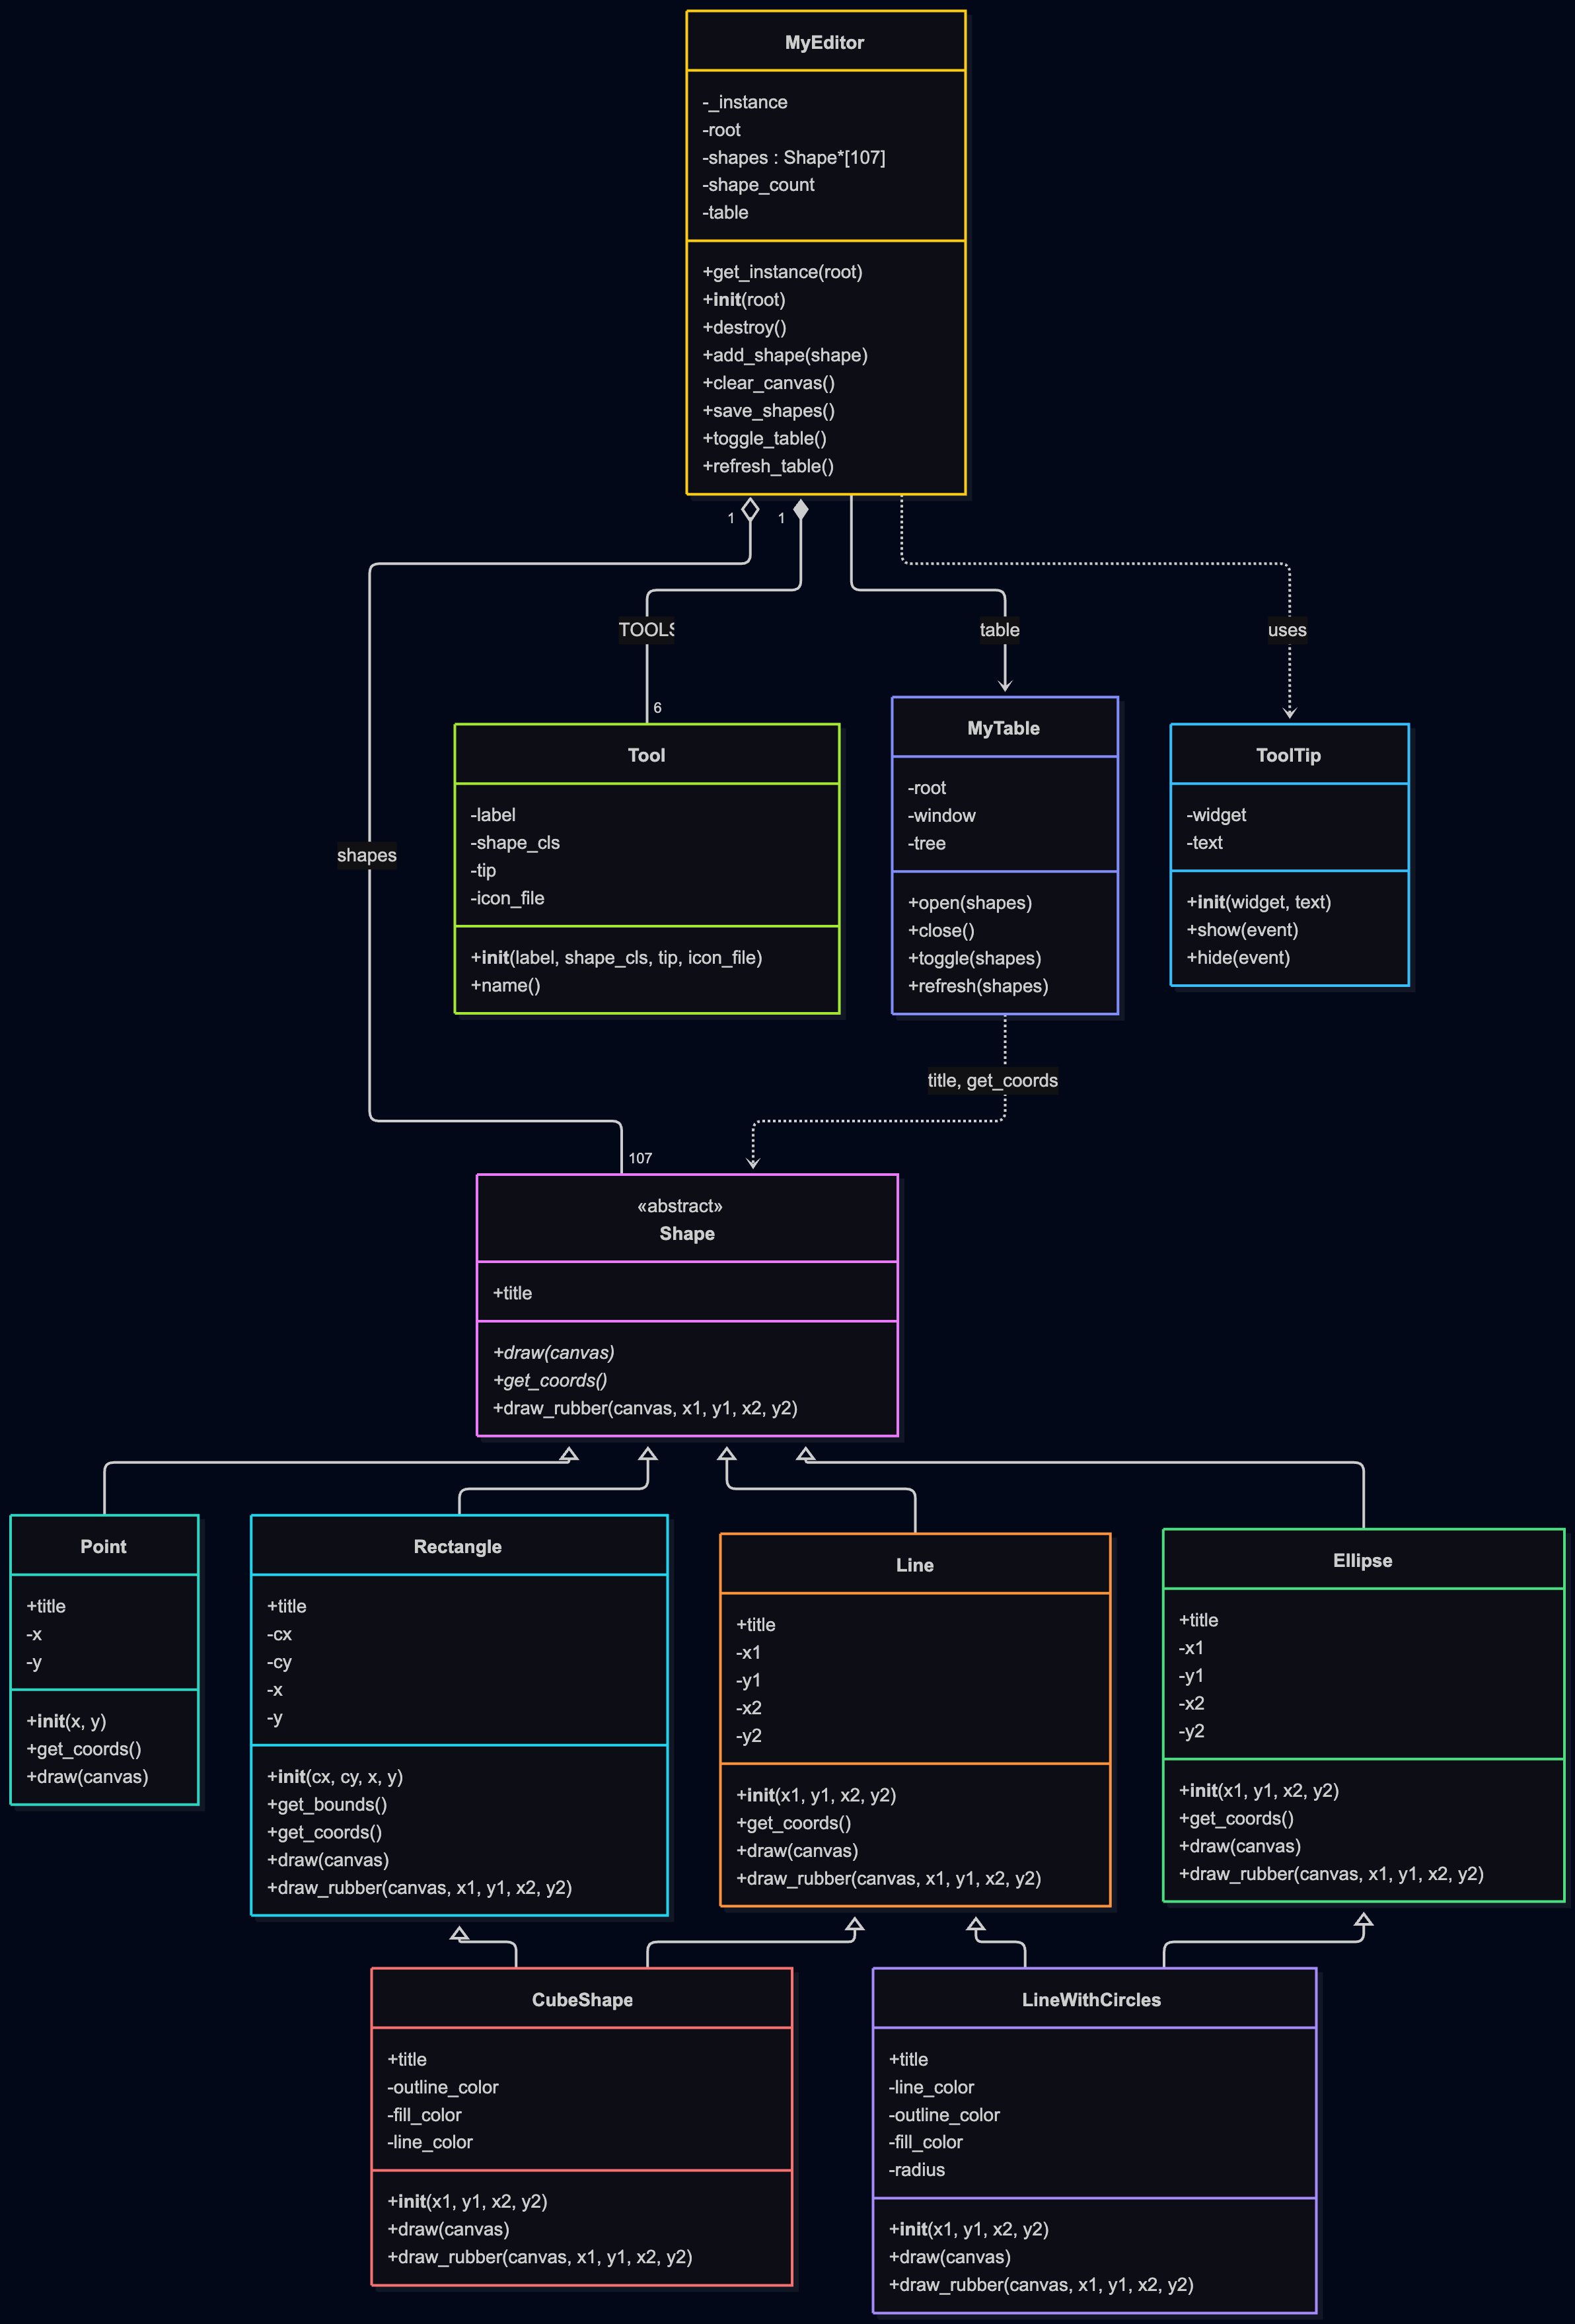 MyEditor
-_instance
-root
-shapes : Shape*[107]
-shape_count
-table
+get_instance(root)
+init(root)
+destroy()
+add_shape(shape)
+clear_canvas()
+save_shapes()
+toggle_table()
+refresh_table()
1
1
TOOLS
table
uses
6
Tool
-label
-shape_cls
-tip
-icon_file
+init(label, shape_cls, tip, icon_file)
+name()
MyTable
-root
-window
-tree
+open(shapes)
+close()
+toggle(shapes)
+refresh(shapes)
ToolTip
-widget
-text
+init(widget, text)
+show(event)
+hide(event)
shapes
title, get_coords
107
«abstract»
Shape
+title
+draw(canvas)
+get_coords()
+draw_rubber(canvas, x1, y1, x2, y2)
Point
+title
-x
-y
+init(x, y)
+get_coords()
+draw(canvas)
Rectangle
+title
-cx
-cy
-x
-y
+init(cx, cy, x, y)
+get_bounds()
+get_coords()
+draw(canvas)
+draw_rubber(canvas, x1, y1, x2, y2)
Line
+title
-x1
-y1
-x2
-y2
+init(x1, y1, x2, y2)
+get_coords()
+draw(canvas)
+draw_rubber(canvas, x1, y1, x2, y2)
Ellipse
+title
-x1
-y1
-x2
-y2
+init(x1, y1, x2, y2)
+get_coords()
+draw(canvas)
+draw_rubber(canvas, x1, y1, x2, y2)
CubeShape
+title
-outline_color
-fill_color
-line_color
+init(x1, y1, x2, y2)
+draw(canvas)
+draw_rubber(canvas, x1, y1, x2, y2)
LineWithCircles
+title
-line_color
-outline_color
-fill_color
-radius
+init(x1, y1, x2, y2)
+draw(canvas)
+draw_rubber(canvas, x1, y1, x2, y2)